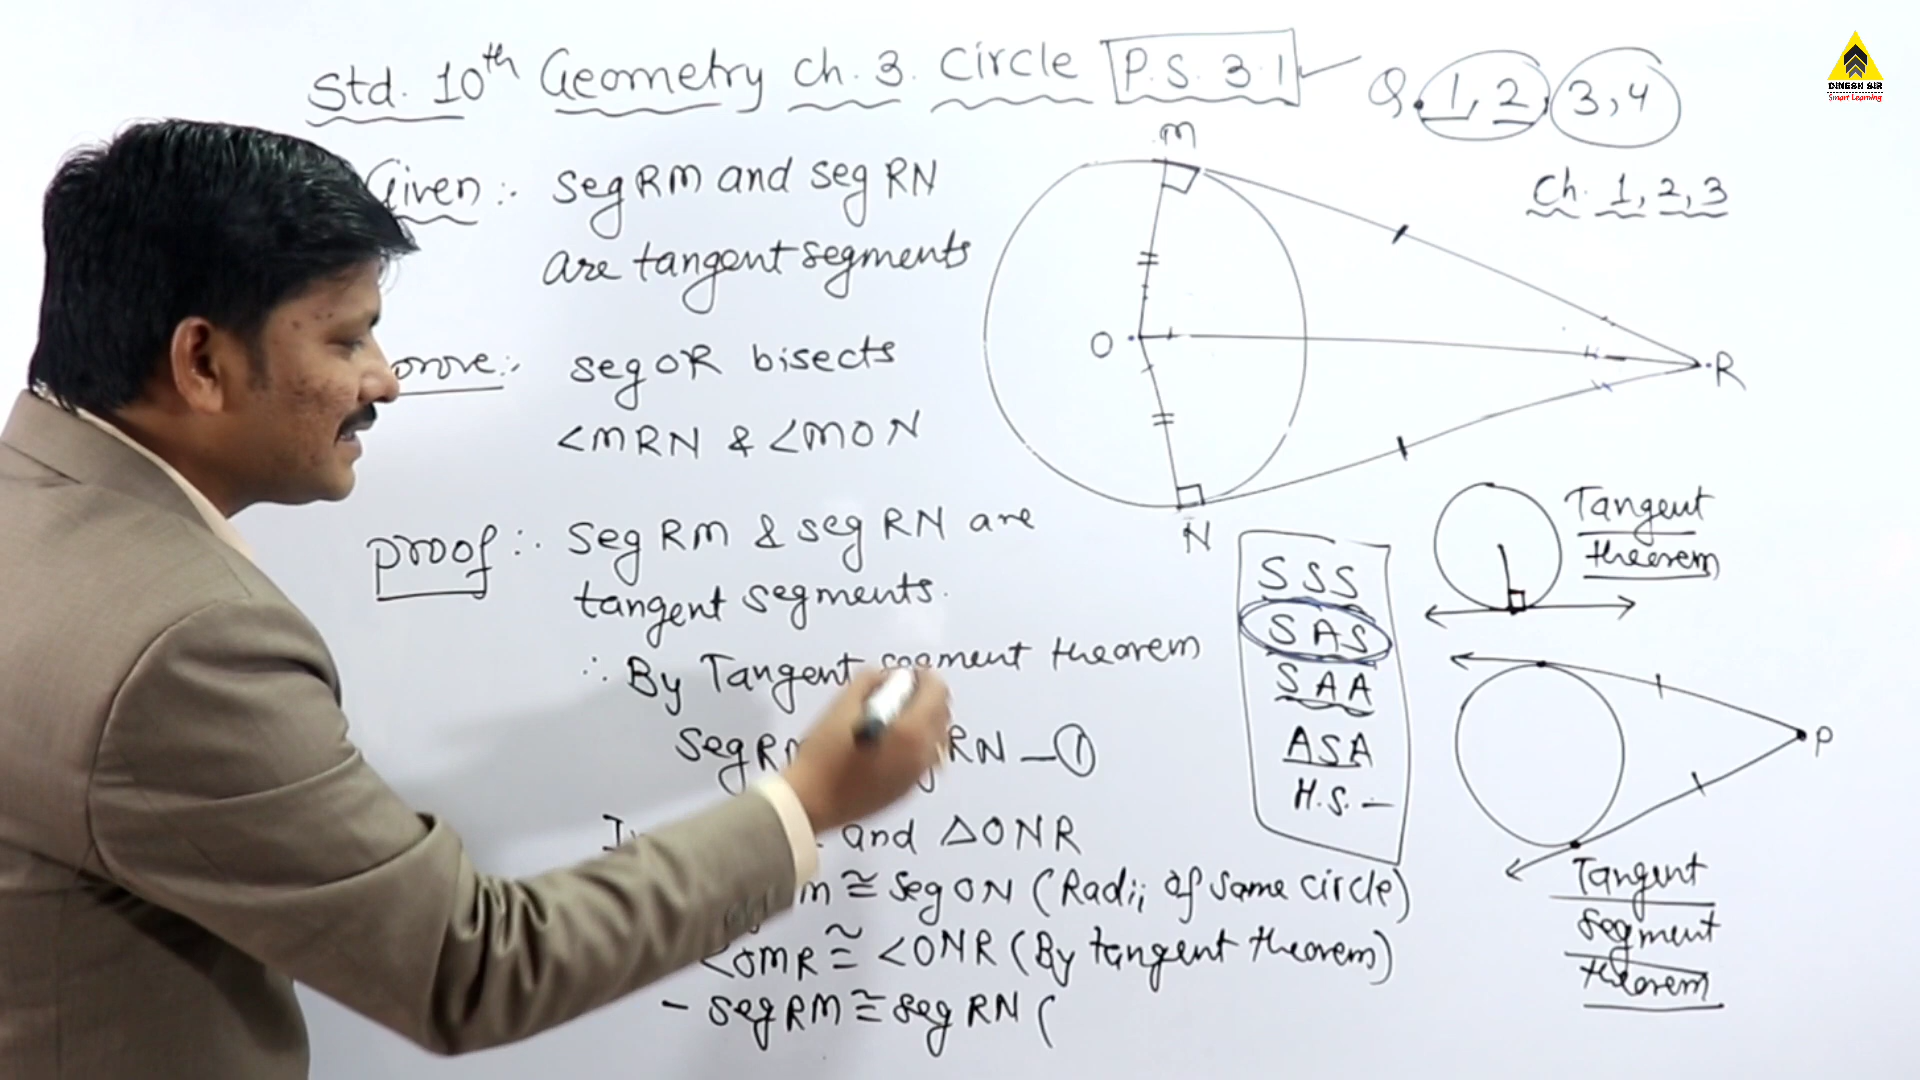 Std. 10th Geometry Ch. 3. Circle P.S. 3.1
Q. 1, 2, 3, 4
Ch. 1, 2, 3
Given :- seg RM and seg RN
are tangent segments
seg OR bisects
∠MRN & ∠MON
Proof :- seg RM & seg RN are
tangent segments.
∴ By Tangent segment theorem
RN — ①
and △ONR
≅ seg ON (Radii of same circle)
∠OMR ≅ ∠ONR (By tangent theorem)
- seg RM ≅ seg RN (
M
O
R
N
SSS
SAS
SAA
ASA
H.S. —
Tangent
theorem
P
Tangent
segment
theorem
DINESH SIR
Smart Learning